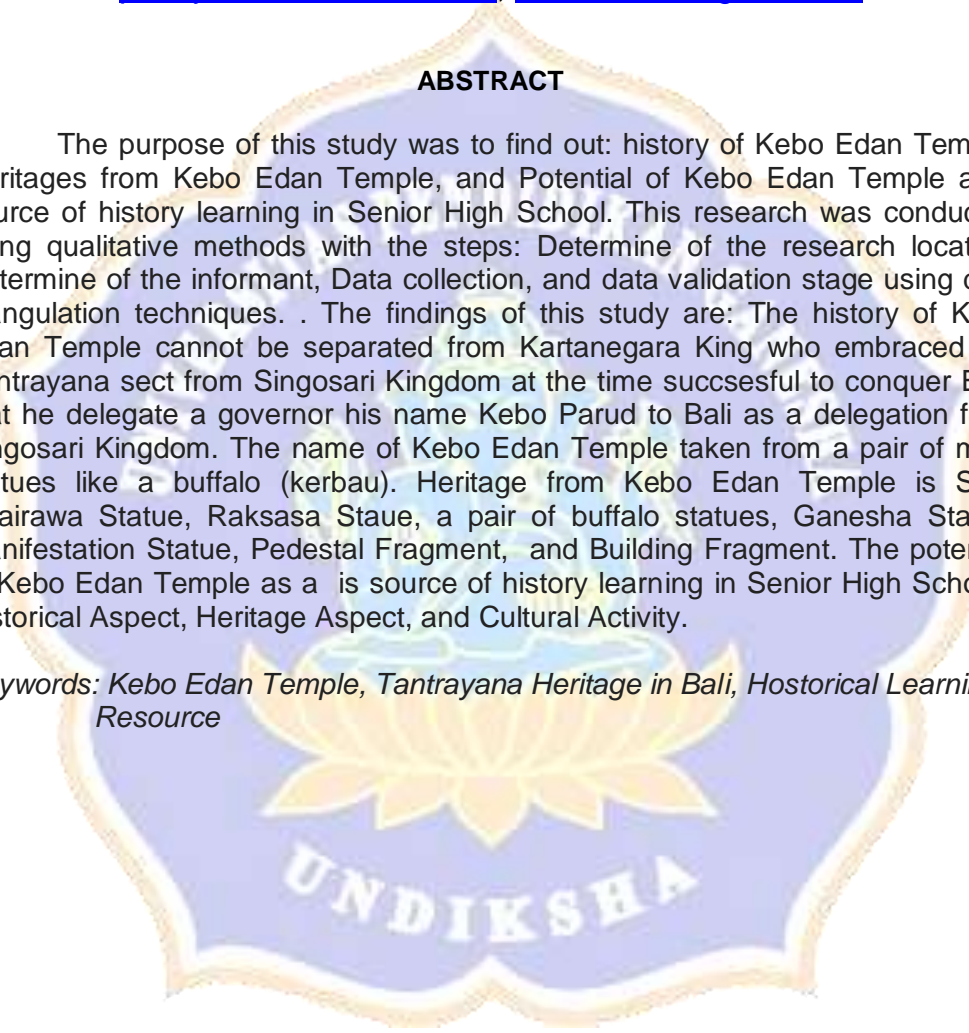 ABSTRACT
The purpose of this study was to find out: history of Kebo Edan Tem
ritages from Kebo Edan Temple, and Potential of Kebo Edan Temple a
urce of history learning in Senior High School. This research was conduc
ng qualitative methods with the steps: Determine of the research locat
termine of the informant, Data collection, and data validation stage using
angulation techniques. . The findings of this study are: The history of K
an Temple cannot be separated from Kartanegara King who embraced
ntrayana sect from Singosari Kingdom at the time succsesful to conquer
at he delegate a governor his name Kebo Parud to Bali as a delegation f
ngosari Kingdom. The name of Kebo Edan Temple taken from a pair of m
tues like a buffalo (kerbau). Heritage from Kebo Edan Temple is S
airawa Statue, Raksasa Staue, a pair of buffalo statues, Ganesha Sta
nifestation Statue, Pedestal Fragment, and Building Fragment. The poten
Kebo Edan Temple as a is source of history learning in Senior High Scho
storical Aspect, Heritage Aspect, and Cultural Activity.
ywords: Kebo Edan Temple, Tantrayana Heritage in Bali, Hostorical Learni
Resource
UNDIKSHA